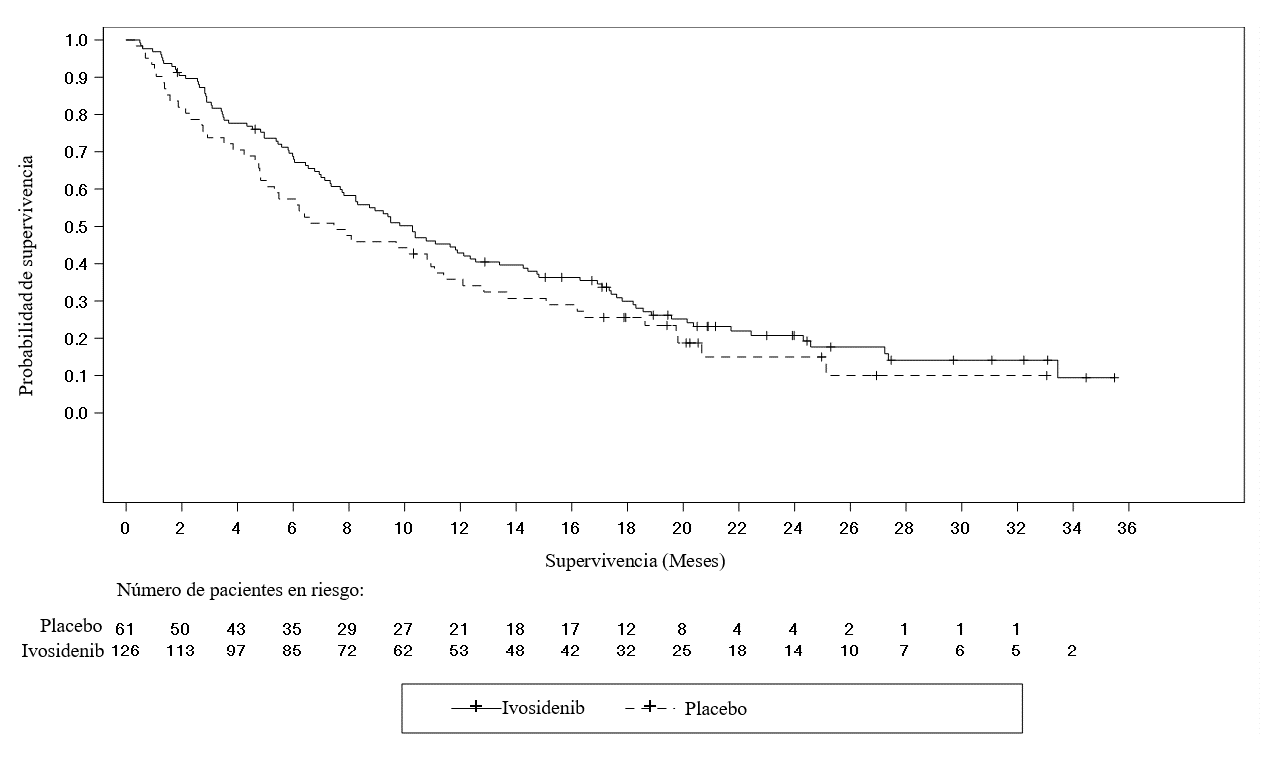 1.0
0.9
0.8
0.7
0.6
0.5
0.4
0.3
0.2
0.1
0.0
Probabilidad de supervivencia
0 2 4 6 8 10 12 14 16 18 20 22 24 26 28 30 32 34 36
Supervivencia (Meses)
Número de pacientes en riesgo:
Placebo 61 50 43 35 29 27 21 18 17 12 8 4 4 2 1 1 1
Ivosidenib 126 113 97 85 72 62 53 48 42 32 25 18 14 10 7 6 5 2
Ivosidenib Placebo